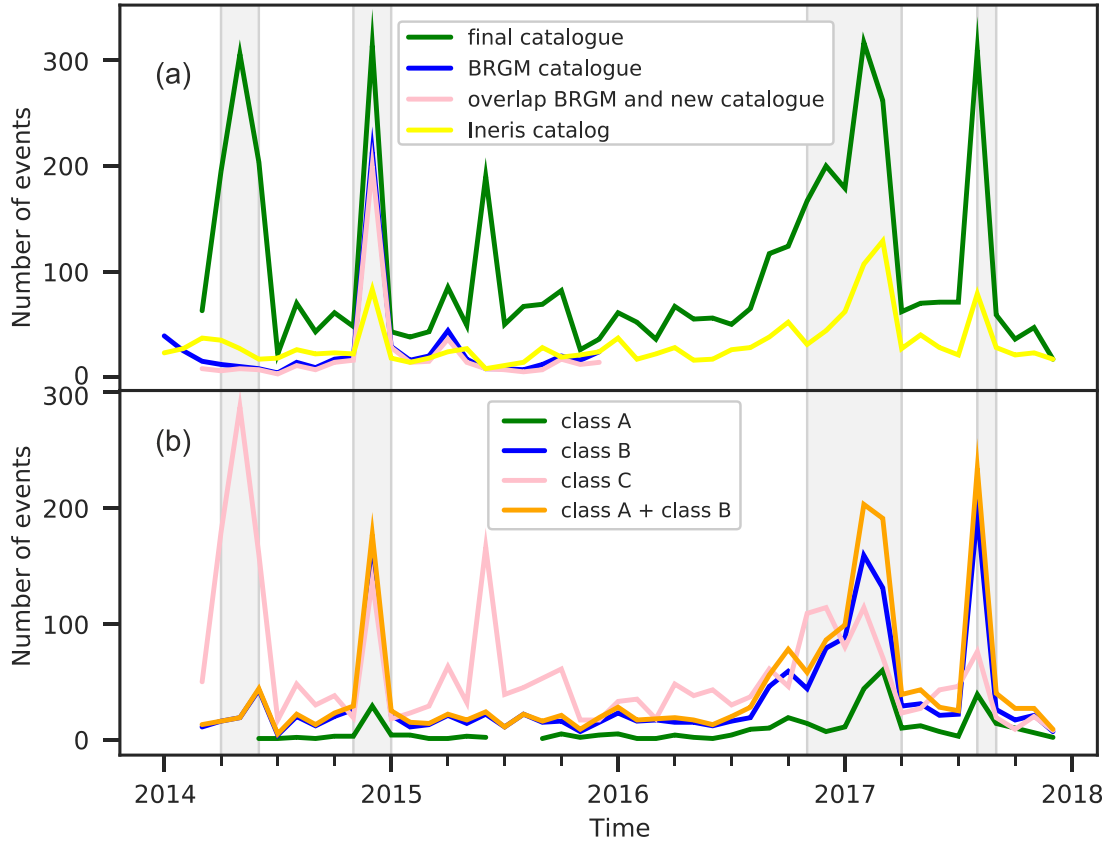 (a)
final catalogue
BRGM catalogue
overlap BRGM and new catalogue
Ineris catalog
Number of events
300
200
100
0
(b)
class A
class B
class C
class A + class B
Number of events
300
200
100
0
2014
2015
2016
2017
2018
Time